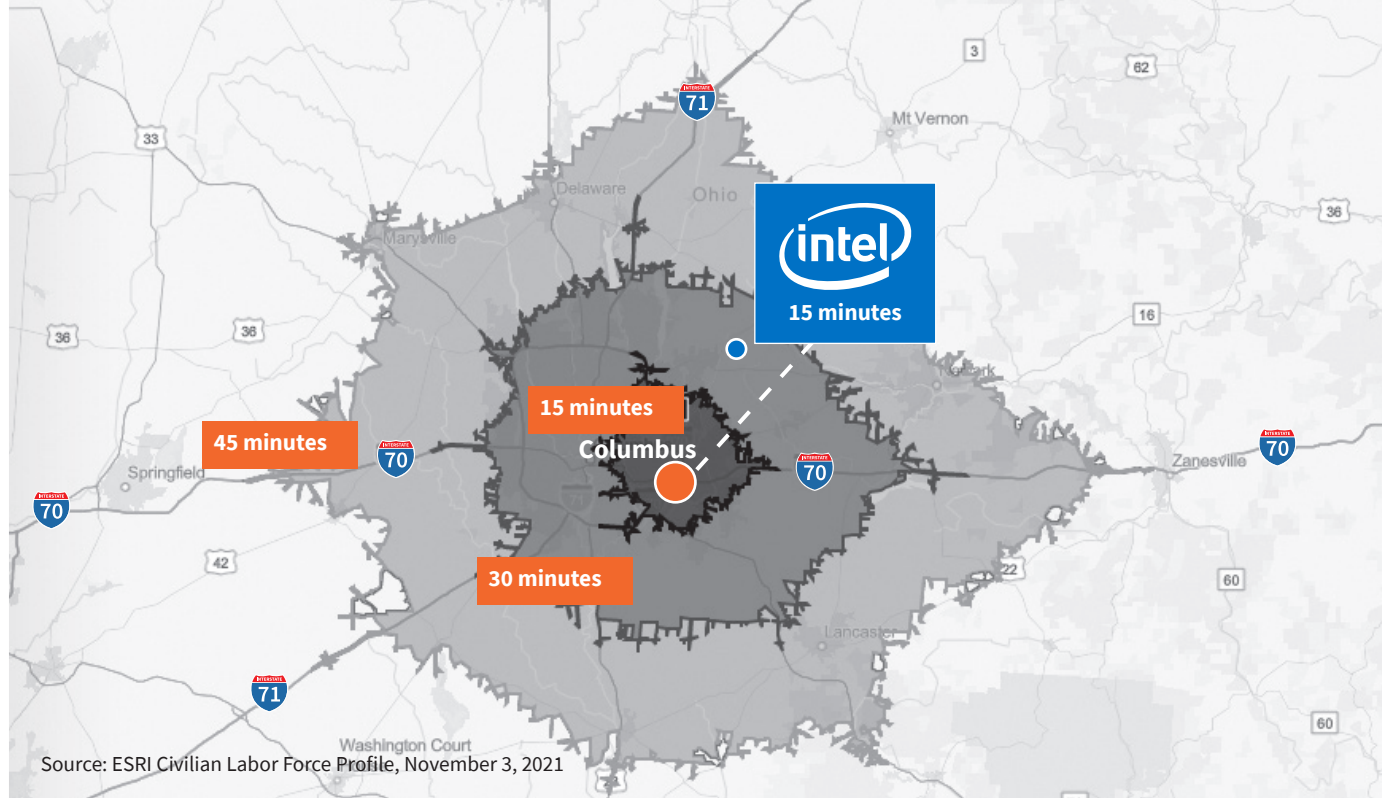 INTERSTATE
71
3
62
33
Mt Vernon
Delaware
Ohio
36
Marysville
intel
15 minutes
16
36
36
Newark
15 minutes
45 minutes
Columbus
INTERSTATE
70
INTERSTATE
70
INTERSTATE
70
Zanesville
Springfield
INTERSTATE
70
71
42
30 minutes
22
60
Lancaster
INTERSTATE
71
60
Washington Court
Source: ESRI Civilian Labor Force Profile, November 3, 2021